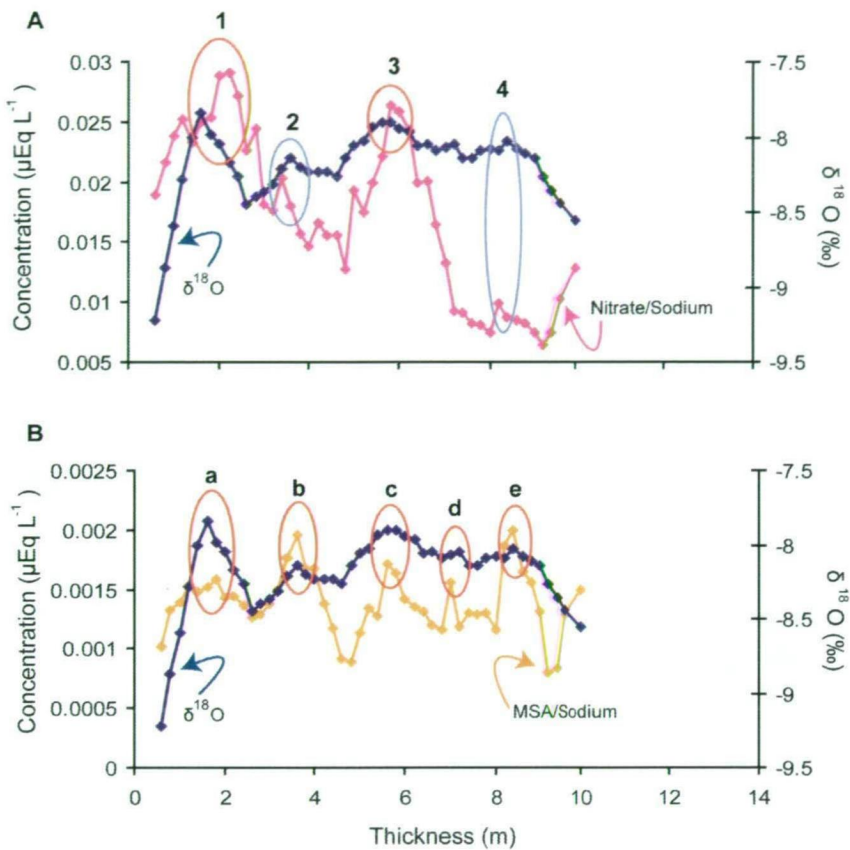 A
1
2
3
4
Concentration (µEq L⁻¹)
0.03
0.025
0.02
0.015
0.01
0.005
-7.5
-8
-8.5
-9
-9.5
δ¹⁸O (‰)
δ¹⁸O
Nitrate/Sodium
B
a
b
c
d
e
Concentration (µEq L⁻¹)
0.0025
0.002
0.0015
0.001
0.0005
0
-7.5
-8
-8.5
-9
-9.5
δ¹⁸O (‰)
δ¹⁸O
MSA/Sodium
0 2 4 6 8 10 12 14
Thickness (m)